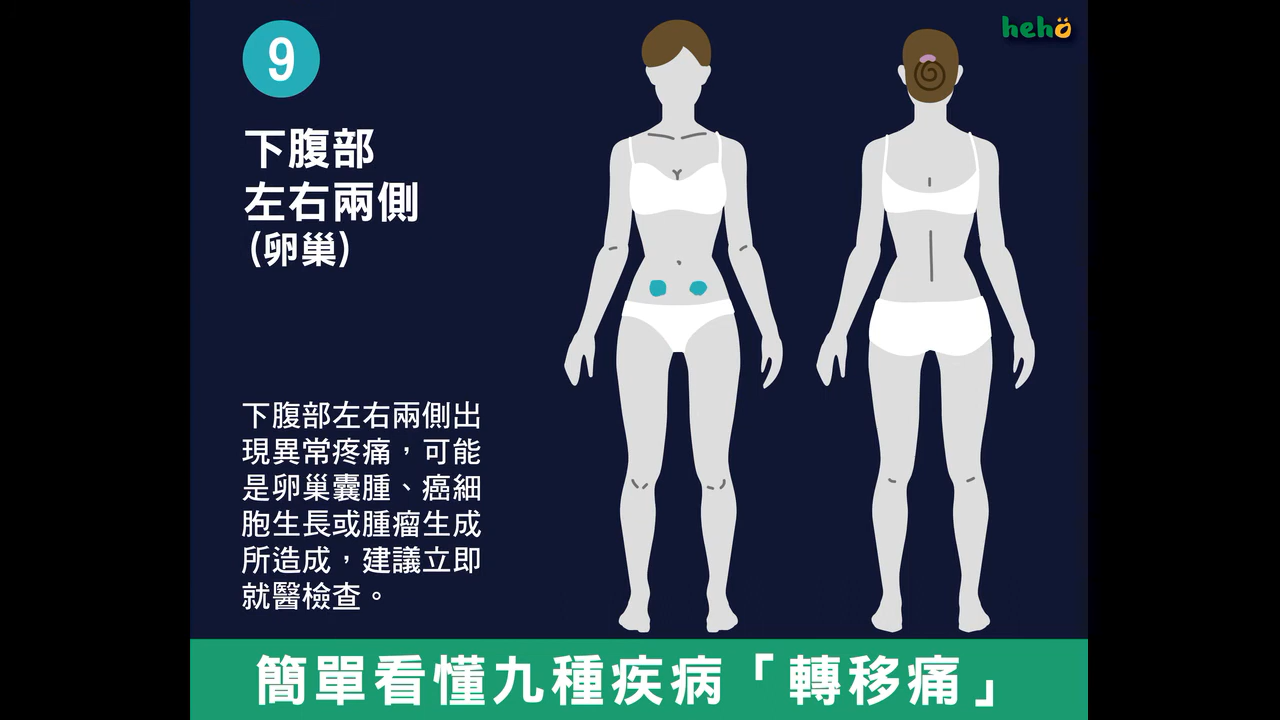 heho
9
下腹部
左右兩側
(卵巢)
下腹部左右兩側出
現異常疼痛，可能
是卵巢囊腫、癌細
胞生長或腫瘤生成
所造成，建議立即
就醫檢查。
簡單看懂九種疾病「轉移痛」